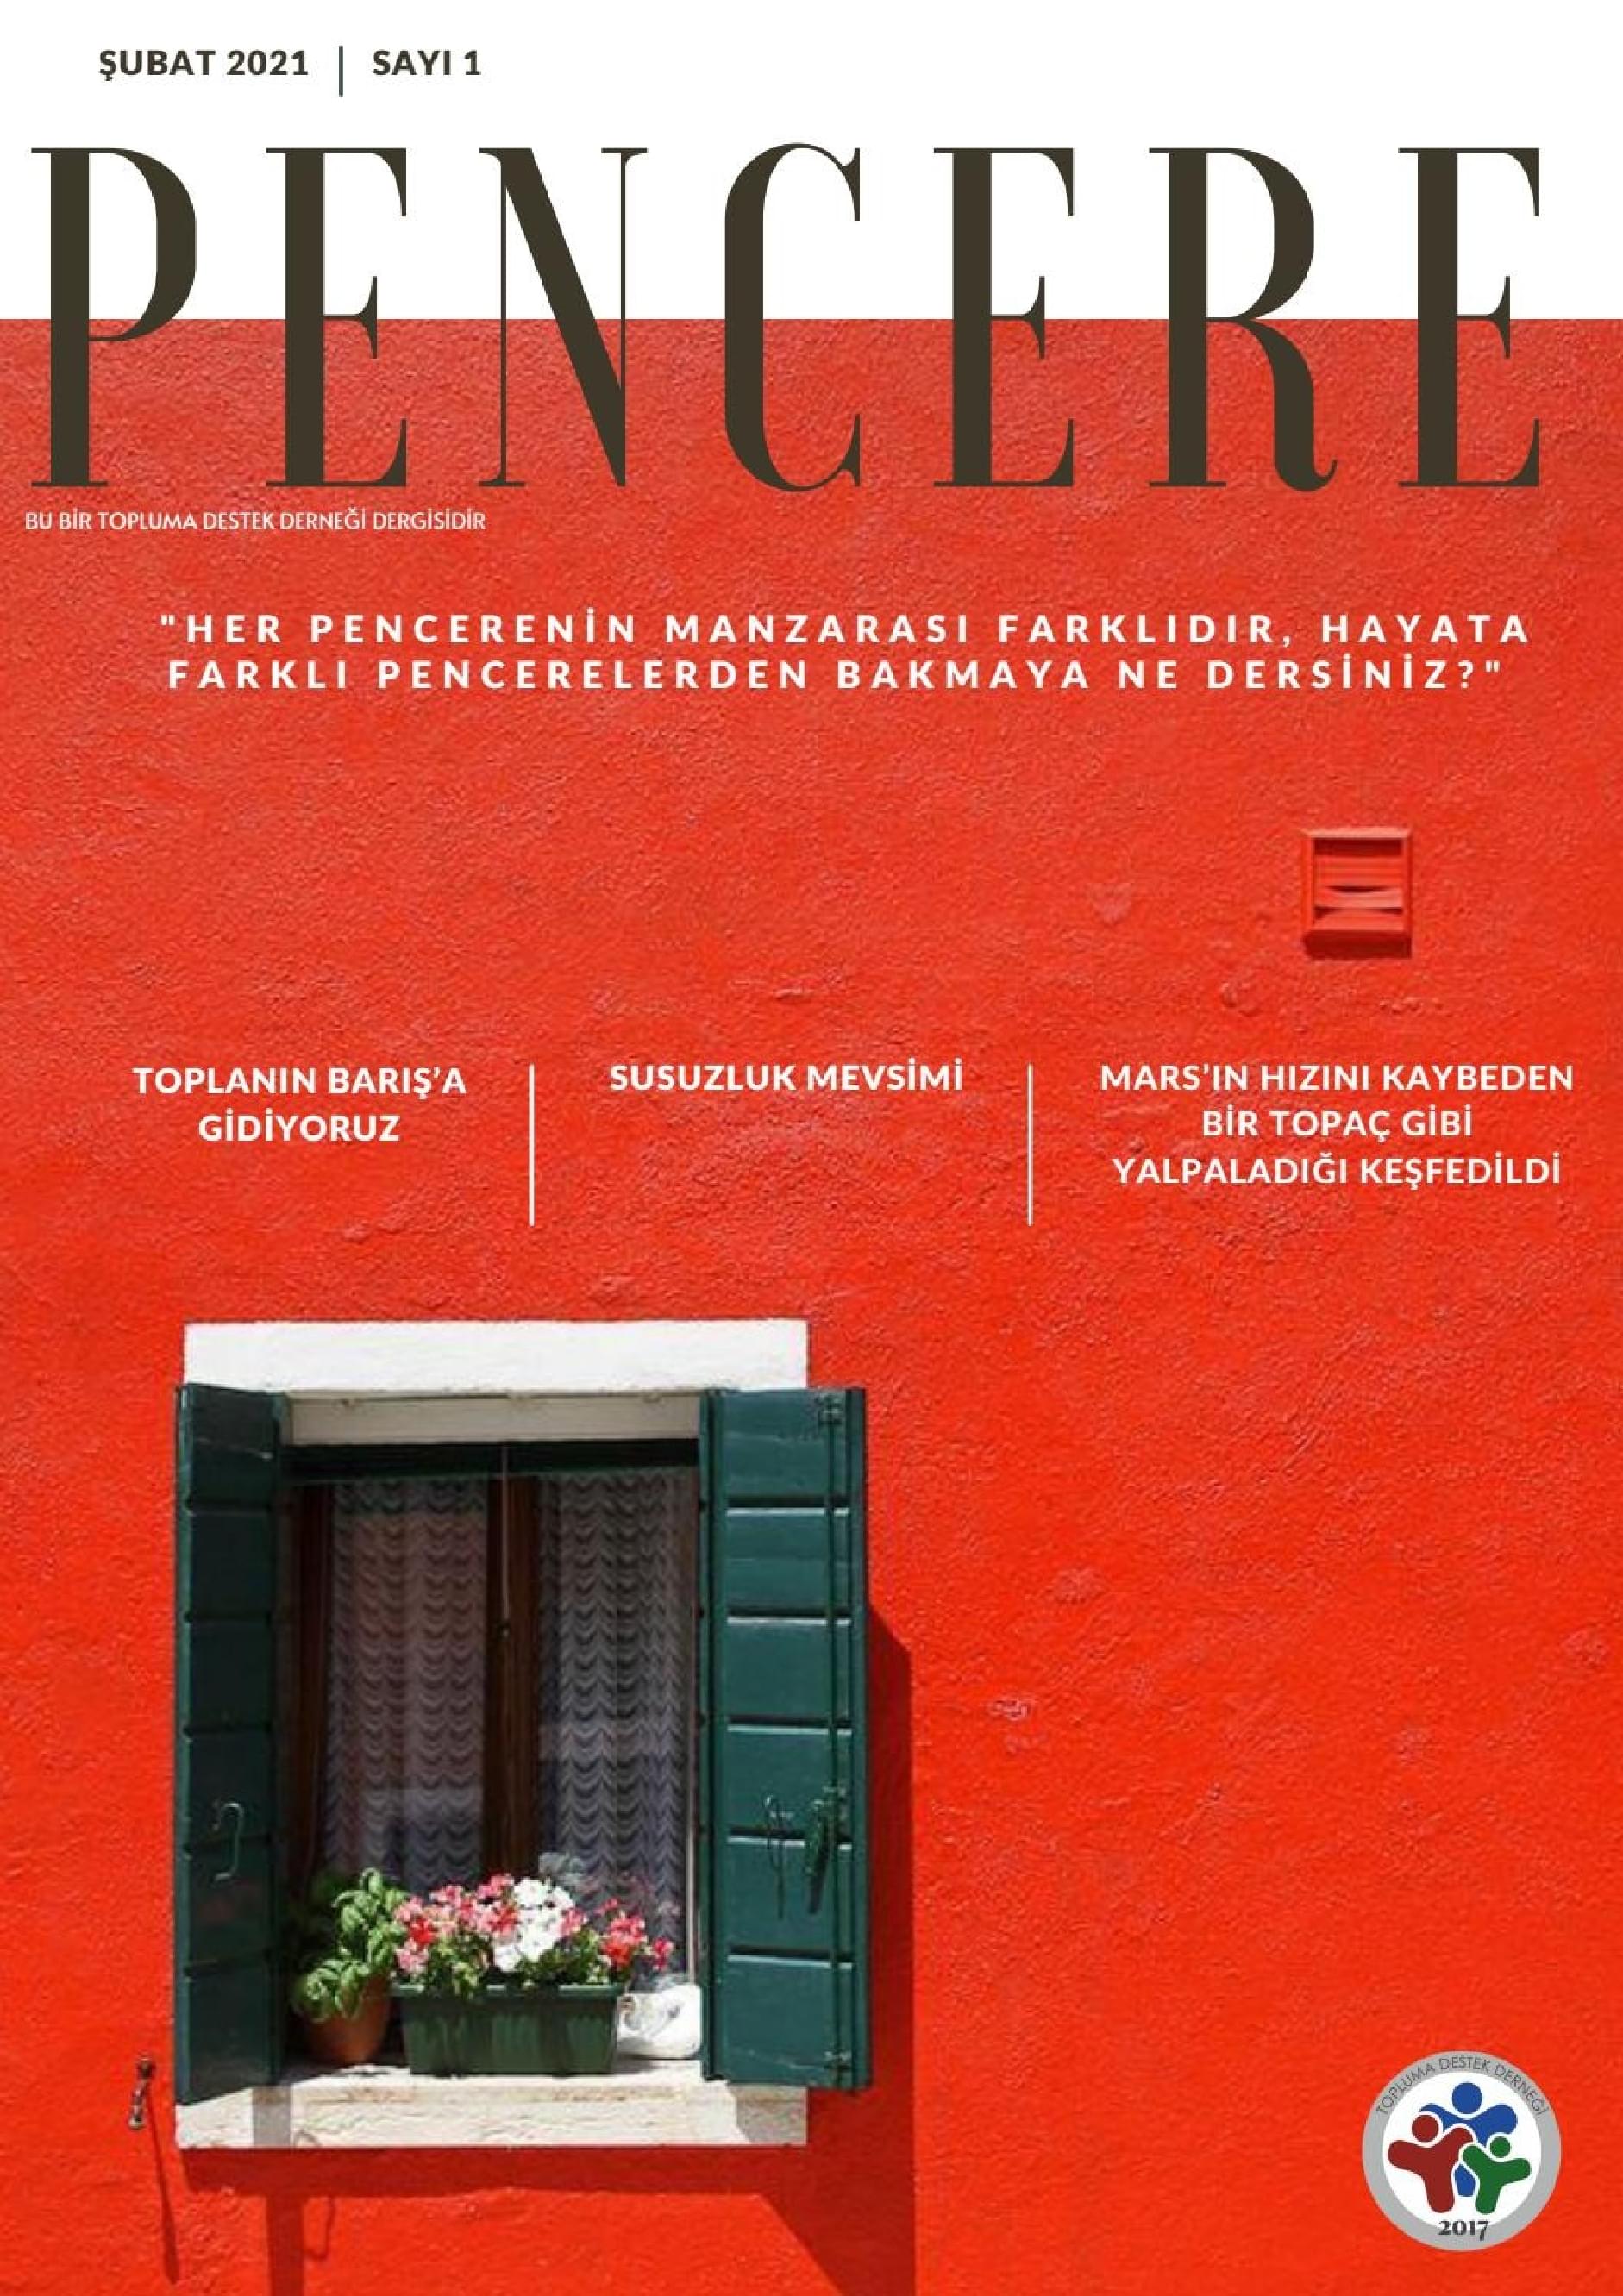 ŞUBAT 2021 | SAYI 1
PENCERE
BU BİR TOPLUMA DESTEK DERNEĞİ DERGİSİDİR
"HER PENCERENİN MANZARASI FARKLIDIR, HAYATA
FARKLI PENCERELERDEN BAKMAYA NE DERSİNİZ?"
TOPLANIN BARIŞ’A
GİDİYORUZ
SUSUZLUK MEVSİMİ
MARS’IN HIZINI KAYBEDEN
BİR TOPAÇ GİBİ
YALPALADIĞI KEŞFEDİLDİ
TOPLUMA DESTEK DERNEĞİ
2017